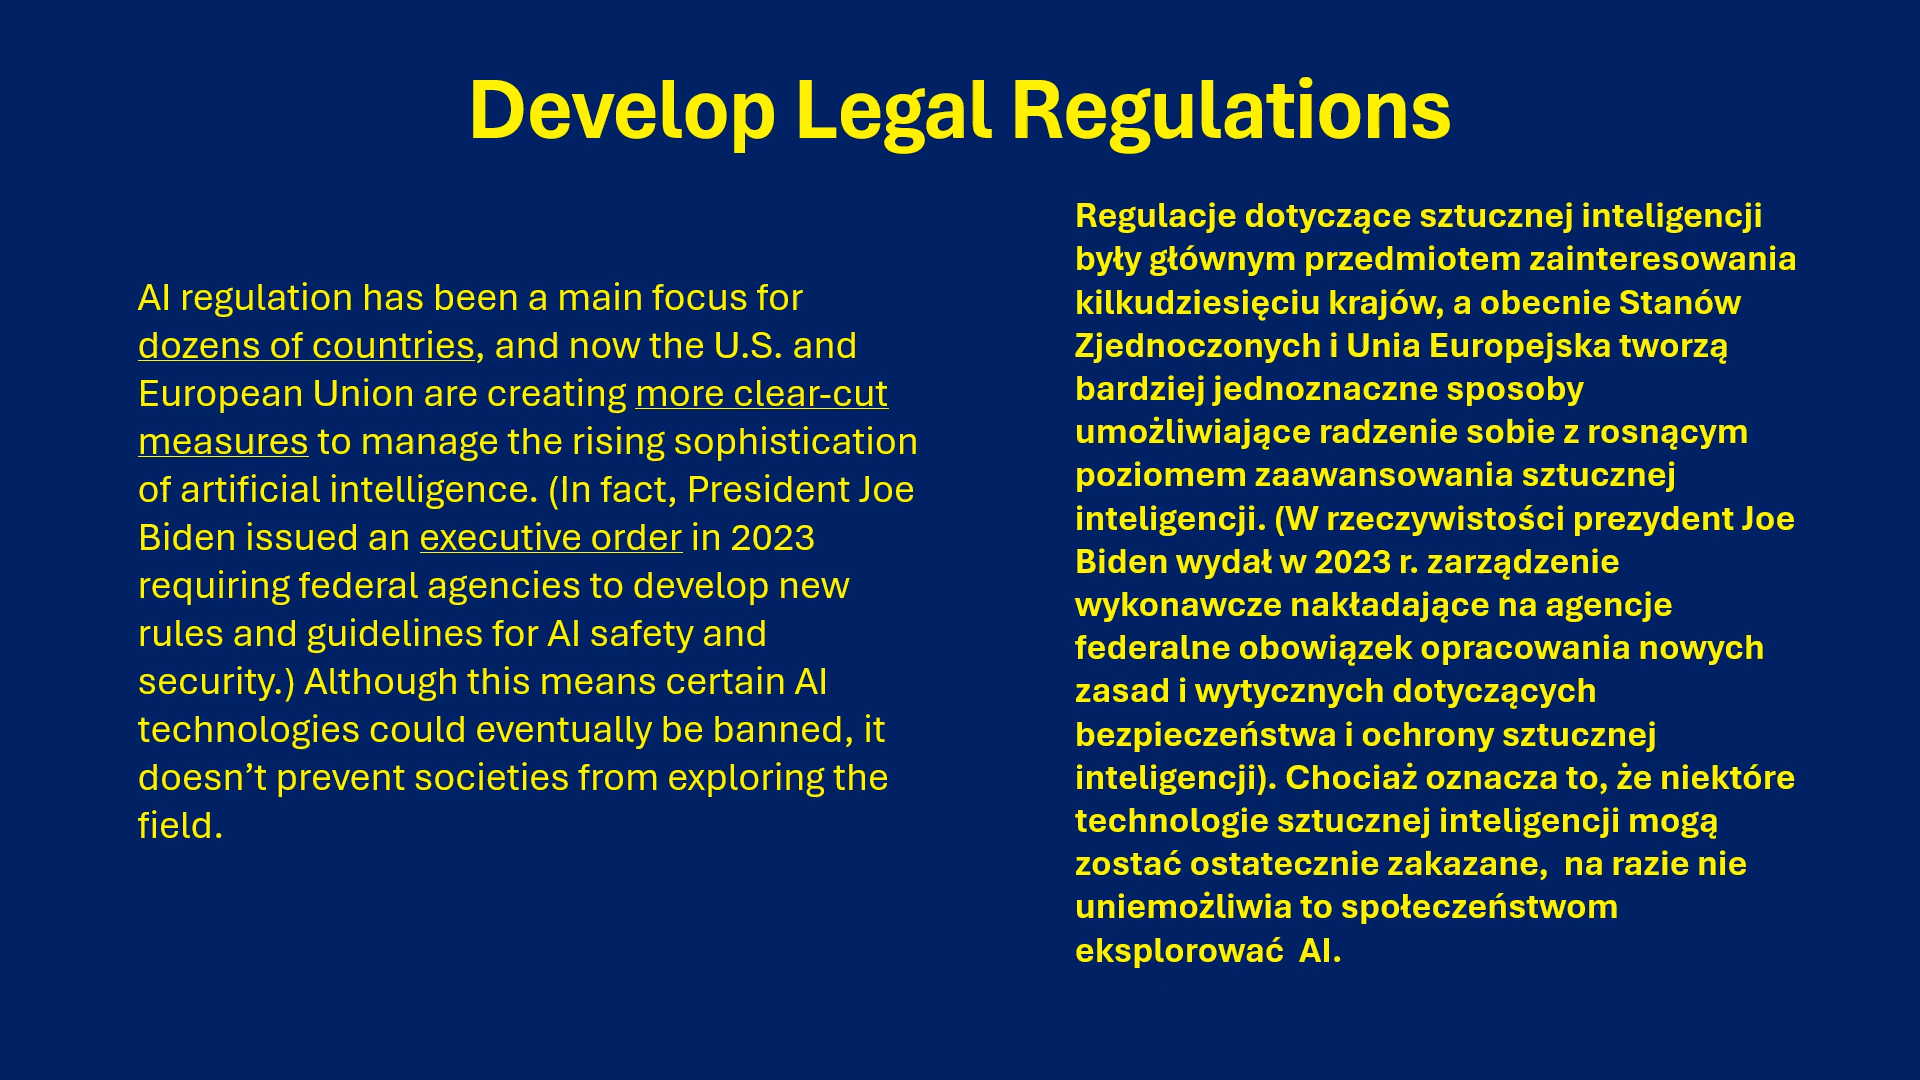 Develop Legal Regulations
AI regulation has been a main focus for
dozens of countries, and now the U.S. and
European Union are creating more clear-cut
measures to manage the rising sophistication
of artificial intelligence. (In fact, President Joe
Biden issued an executive order in 2023
requiring federal agencies to develop new
rules and guidelines for AI safety and
security.) Although this means certain AI
technologies could eventually be banned, it
doesn’t prevent societies from exploring the
field.
Regulacje dotyczące sztucznej inteligencji
były głównym przedmiotem zainteresowania
kilkudziesięciu krajów, a obecnie Stanów
Zjednoczonych i Unia Europejska tworzą
bardziej jednoznaczne sposoby
umożliwiające radzenie sobie z rosnącym
poziomem zaawansowania sztucznej
inteligencji. (W rzeczywistości prezydent Joe
Biden wydał w 2023 r. zarządzenie
wykonawcze nakładające na agencje
federalne obowiązek opracowania nowych
zasad i wytycznych dotyczących
bezpieczeństwa i ochrony sztucznej
inteligencji). Chociaż oznacza to, że niektóre
technologie sztucznej inteligencji mogą
zostać ostatecznie zakazane,  na razie nie
uniemożliwia to społeczeństwom
eksplorować  AI.